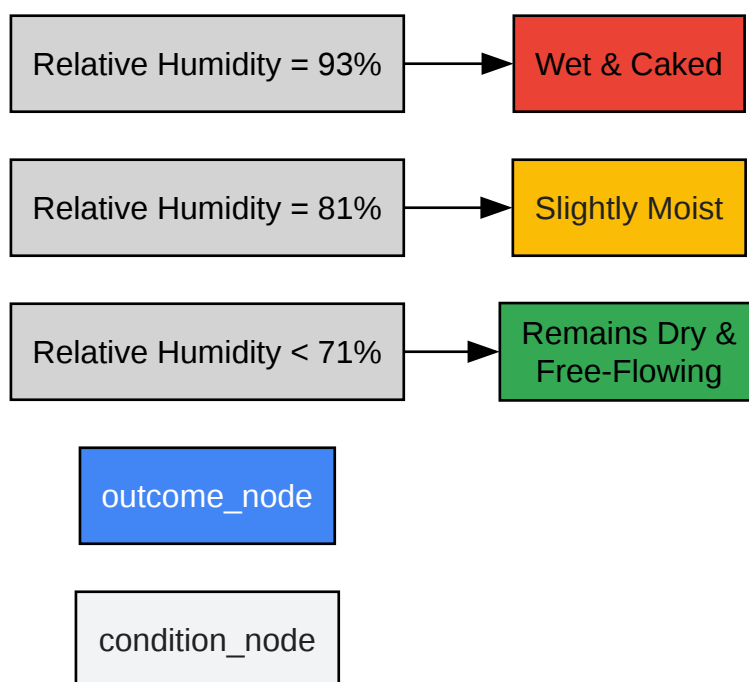 Relative Humidity = 93%
Wet & Caked
Relative Humidity = 81%
Slightly Moist
Relative Humidity < 71%
Remains Dry &
Free-Flowing
outcome_node
condition_node